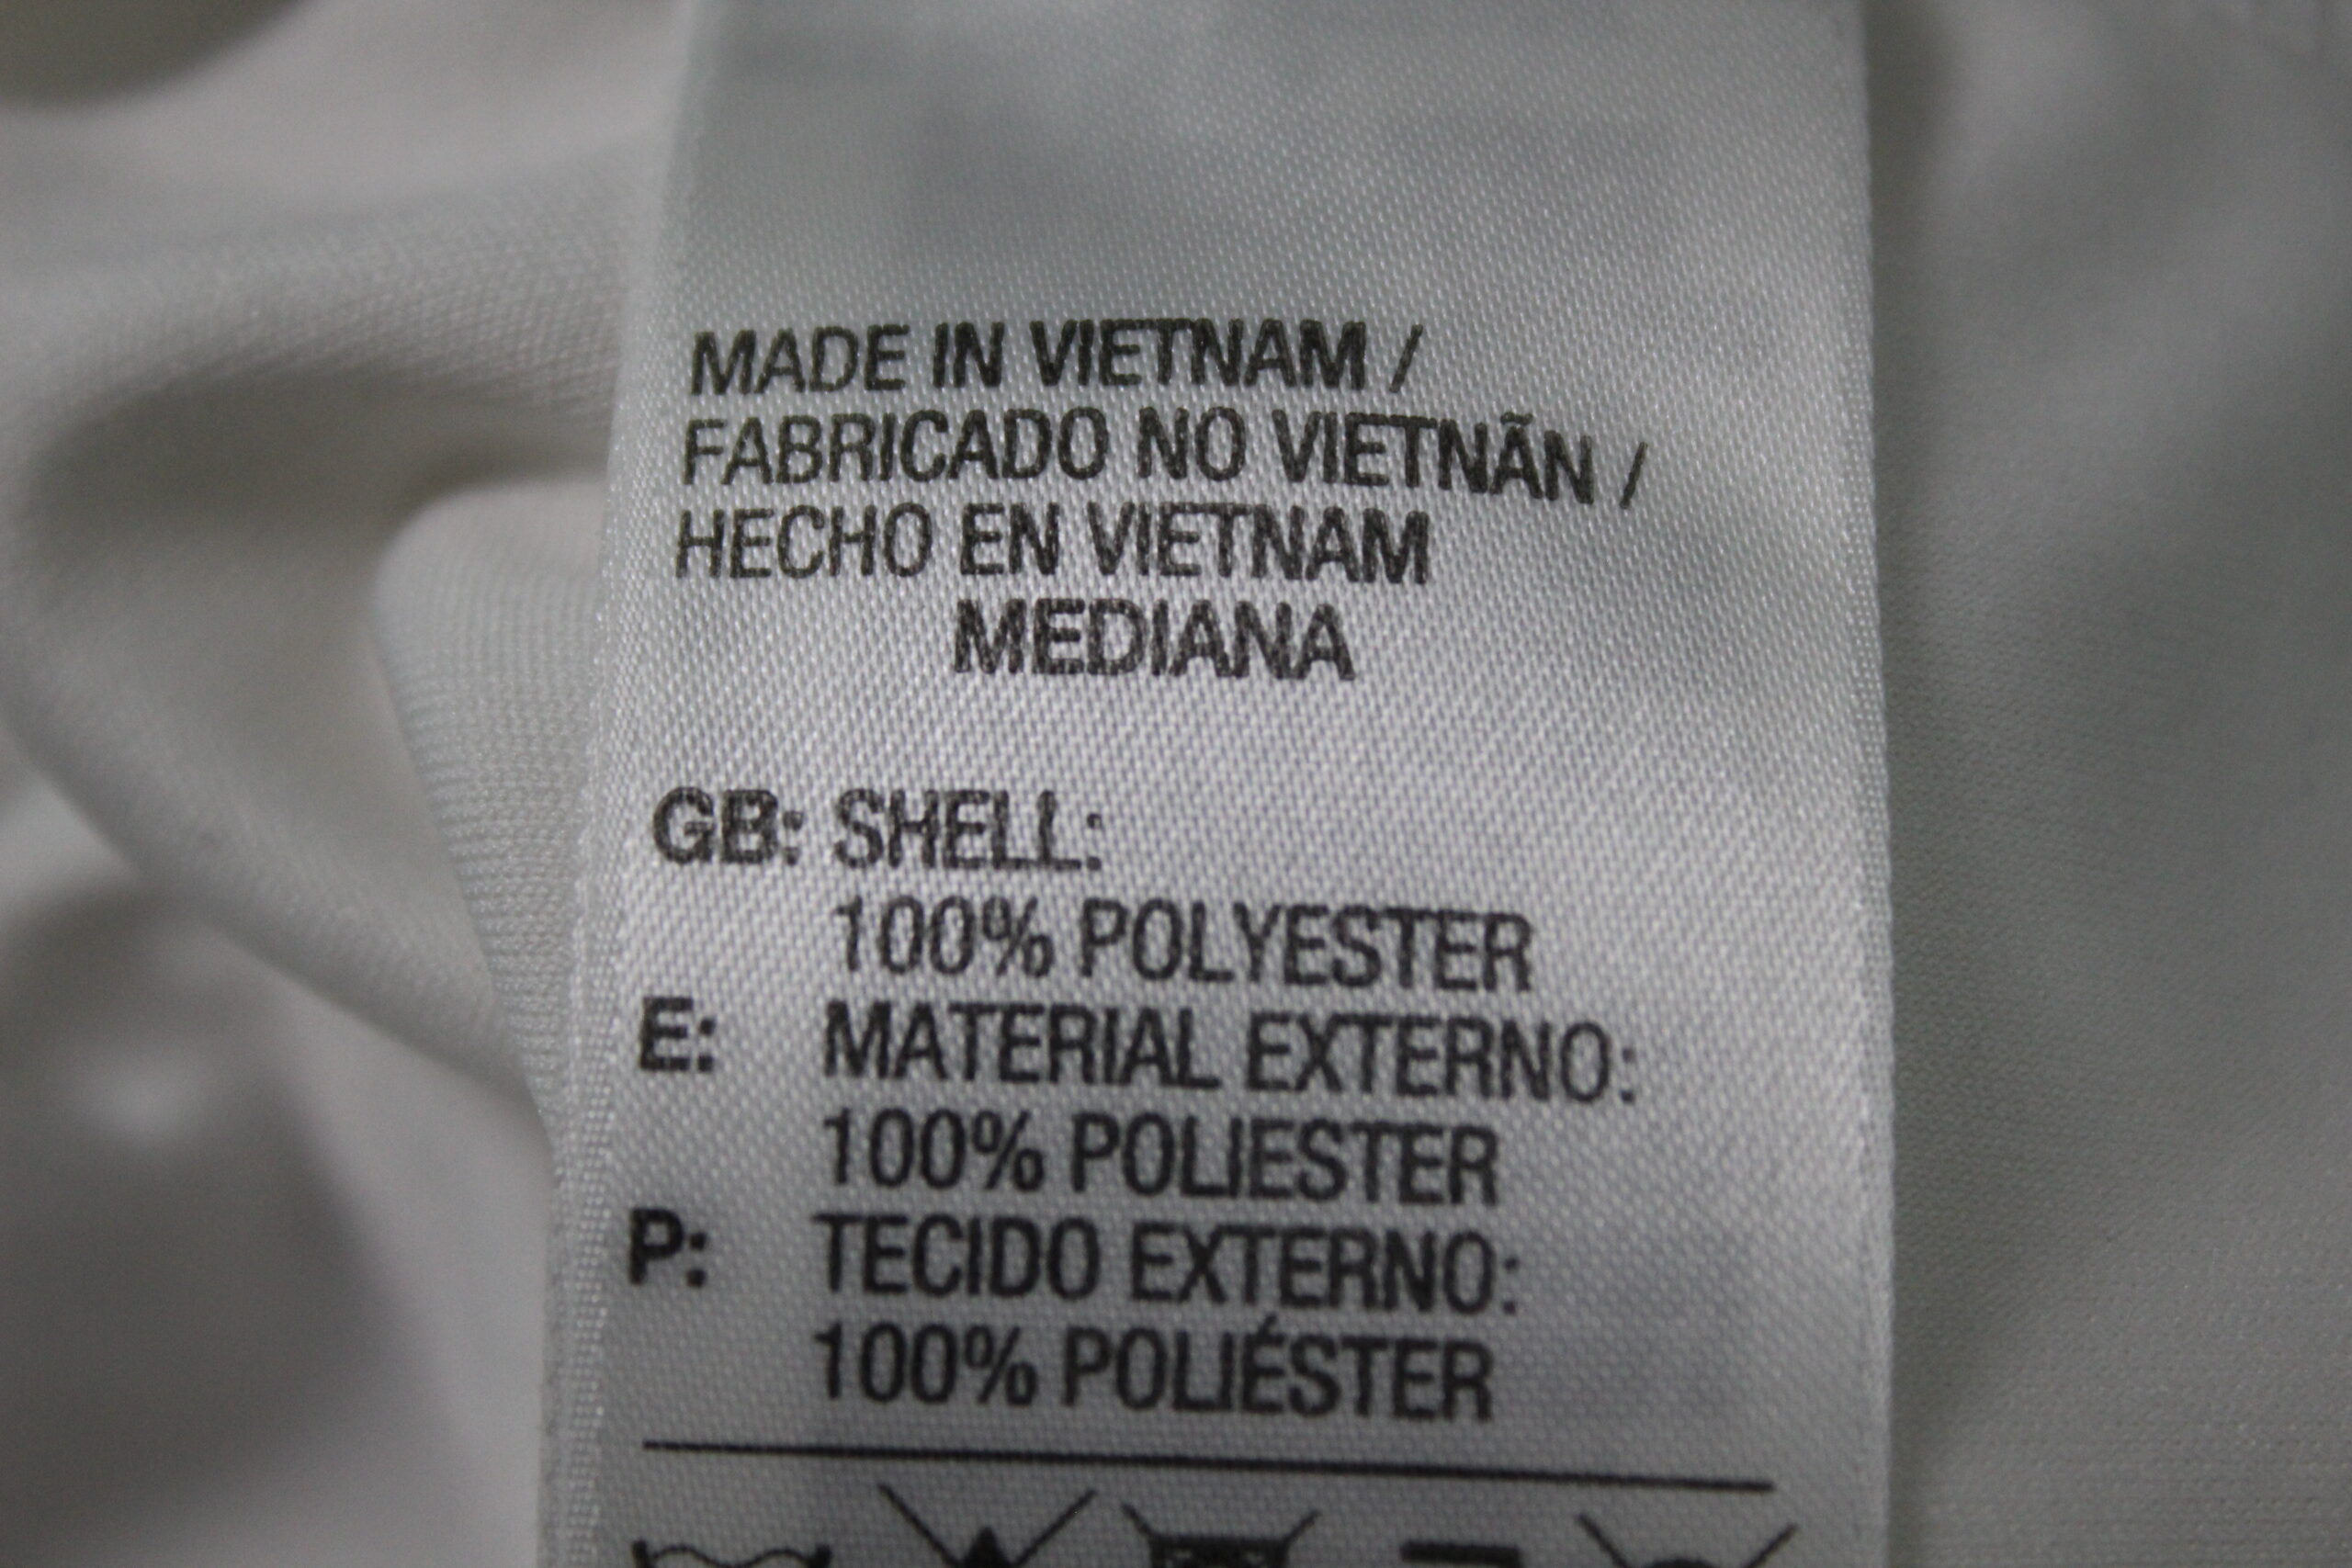 MADE IN VIETNAM /
FABRICADO NO VIETNÃN /
HECHO EN VIETNAM
MEDIANA
GB: SHELL:
100% POLYESTER
E: MATERIAL EXTERNO:
100% POLIESTER
P: TECIDO EXTERNO:
100% POLIÉSTER